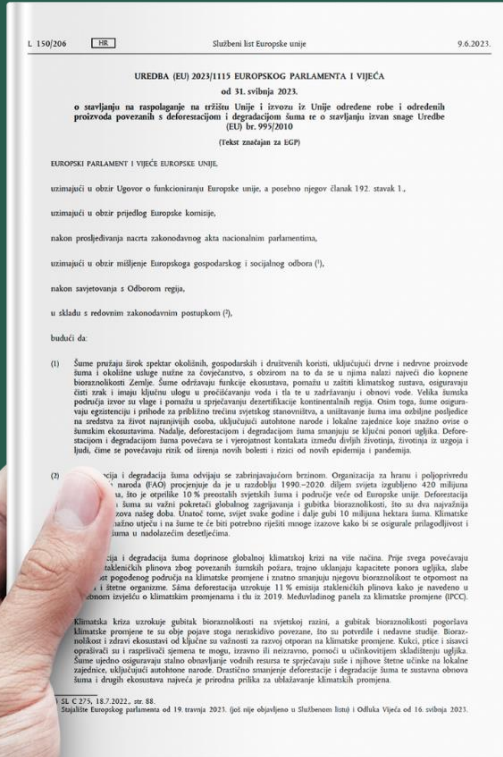 L 150/206 HR Službeni list Europske unije 9.6.2023.
UREDBA (EU) 2023/1115 EUROPSKOG PARLAMENTA I VIJEĆA
od 31. svibnja 2023.
o stavljanju na raspolaganje na tržištu Unije i izvozu iz Unije određene robe i određenih
proizvoda povezanih s deforestacijom i degradacijom šuma te o stavljanju izvan snage Uredbe
(EU) br. 995/2010
(Tekst značajan za EGP)
EUROPSKI PARLAMENT I VIJEĆE EUROPSKE UNIJE,
uzimajući u obzir Ugovor o funkcioniranju Europske unije, a posebno njegov članak 192. stavak 1.,
uzimajući u obzir prijedlog Europske komisije,
nakon prosljeđivanja nacrta zakonodavnog akta nacionalnim parlamentima,
uzimajući u obzir mišljenje Europskoga gospodarskog i socijalnog odbora (¹),
nakon savjetovanja s Odborom regija,
u skladu s redovnim zakonodavnim postupkom (²),
budući da:
(1) Šume pružaju širok spektar okolišnih, gospodarskih i društvenih koristi, uključujući drvne i nedrvne proizvode
šuma i okolišne usluge nužne za čovječanstvo, s obzirom na to da se u njima nalazi najveći dio kopnene
bioraznolikosti Zemlje. Šume održavaju funkcije ekosustava, pomažu u zaštiti klimatskog sustava, osiguravaju
čisti zrak i imaju ključnu ulogu u pročišćavanju voda i tla te u zadržavanju i obnovi vode. Velika šumska
područja izvor su vlage i pomažu u sprječavanju dezertifikacije kontinentalnih regija. Osim toga, šume osigura-
vaju egzistenciju i prihode za približno trećinu svjetskog stanovništva, a uništavanje šuma ima ozbiljne posljedice
na sredstva za život najranjivijih osoba, uključujući autohtone narode i lokalne zajednice koje snažno ovise o
šumskim ekosustavima. Nadalje, deforestacijom i degradacijom šuma smanjuju se ključni ponori ugljika. Defore-
stacijom i degradacijom šuma povećava se i vjerojatnost kontakata između divljih životinja, životinja iz uzgoja i
ljudi, čime se povećavaju rizik od širenja novih bolesti i rizici od novih epidemija i pandemija.
(2) i degradacija šuma odvijaju se zabrinjavajućom brzinom. Organizacija za hranu i poljoprivredu
naroda (FAO) procjenjuje da je u razdoblju 1990.–2020. diljem svijeta izgubljeno 420 milijuna
što je otprilike 10 % preostalih svjetskih šuma i područje veće od Europske unije. Deforestacija
šuma su važni pokretači globalnog zagrijavanja i gubitka bioraznolikosti, što su dva najvažnija
našeg doba. Unatoč tome, svijet svake godine i dalje gubi 10 milijuna hektara šuma. Klimatske
utječu i na šume te će biti potrebno riješiti mnoge izazove kako bi se osigurale prilagodljivost i
šuma u nadolazećim desetljećima.
i degradacija šuma doprinose globalnoj klimatskoj krizi na više načina. Prije svega povećavaju
stakleničkih plinova zbog povezanih šumskih požara, trajno uklanjaju kapacitete ponora ugljika, slabe
pogođenog područja na klimatske promjene i znatno smanjuju njegovu bioraznolikost te otpornost na
i štetne organizme. Sâma deforestacija uzrokuje 11 % emisija stakleničkih plinova kako je navedeno u
izvješću o klimatskim promjenama i tlu iz 2019. Međuvladinog panela za klimatske promjene (IPCC).
Klimatska kriza uzrokuje gubitak bioraznolikosti na svjetskoj razini, a gubitak bioraznolikosti pogoršava
klimatske promjene te su obje pojave stoga neraskidivo povezane, što su potvrdile i nedavne studije. Bioraz-
nolikost i zdravi ekosustavi od ključne su važnosti za razvoj otporan na klimatske promjene. Kukci, ptice i sisavci
oprašivači su i raspršivači sjemena te mogu, izravno ili neizravno, pomoći u učinkovitijem skladištenju ugljika.
Šume ujedno osiguravaju stalno obnavljanje vodnih resursa te sprječavaju suše i njihove štetne učinke na lokalne
zajednice, uključujući autohtone narode. Drastično smanjenje deforestacije i degradacije šuma te sustavna obnova
šuma i drugih ekosustava najveća je prirodna prilika za ublažavanje klimatskih promjena.
SL C 275, 18.7.2022., str. 88.
Stajalište Europskog parlamenta od 19. travnja 2023. (još nije objavljeno u Službenom listu) i Odluka Vijeća od 16. svibnja 2023.